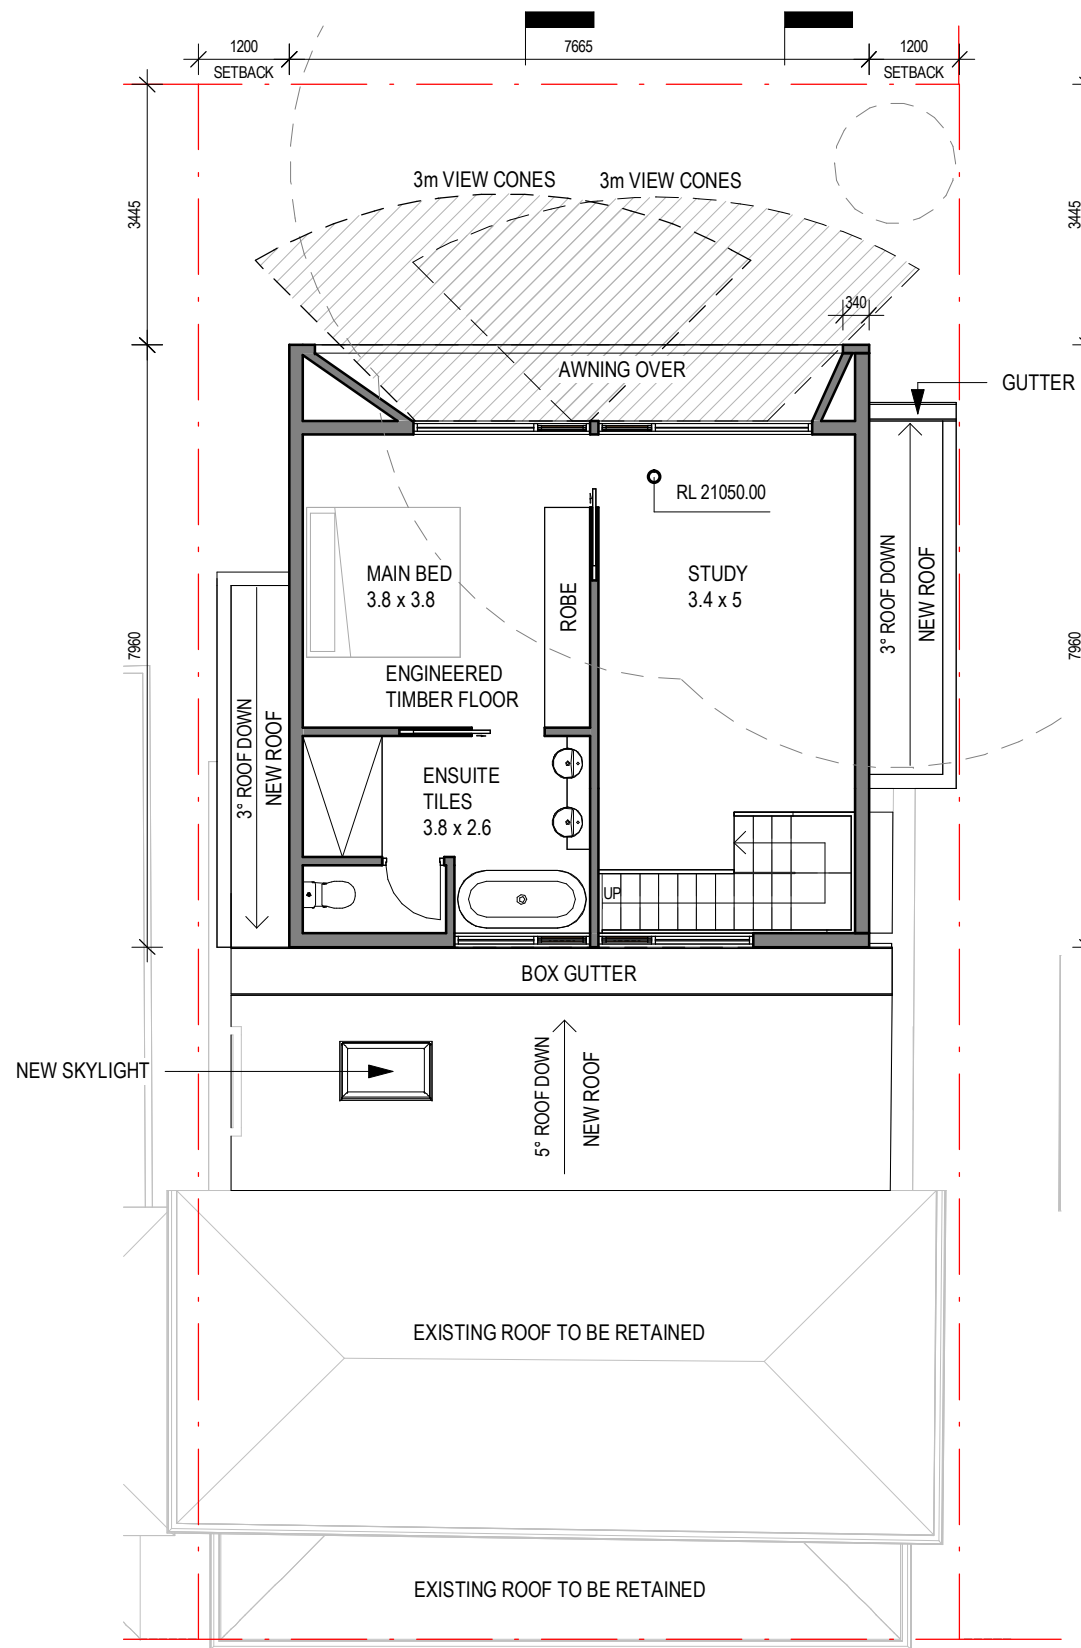 1200
7665
1200
SETBACK
SETBACK
3445
3445
3m VIEW CONES
3m VIEW CONES
340
AWNING OVER
GUTTER
RL 21050.00
MAIN BED
3.8 x 3.8
STUDY
3.4 x 5
ROBE
3° ROOF DOWN
NEW ROOF
7960
7960
ENGINEERED
TIMBER FLOOR
3° ROOF DOWN
NEW ROOF
ENSUITE
TILES
3.8 x 2.6
UP
BOX GUTTER
NEW SKYLIGHT
5° ROOF DOWN
NEW ROOF
EXISTING ROOF TO BE RETAINED
EXISTING ROOF TO BE RETAINED